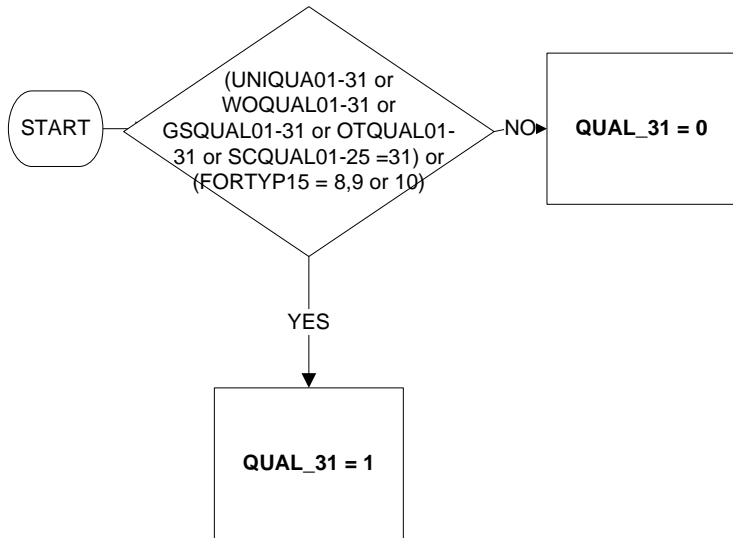 (UNIQUA01-31 or
WOQUAL01-31 or
GSQUAL01-31 or OTQUAL01-
31 or SCQUAL01-25 =31) or
(FORTYP15 = 8,9 or 10)
START
NO
QUAL_31 = 0
YES
QUAL_31 = 1